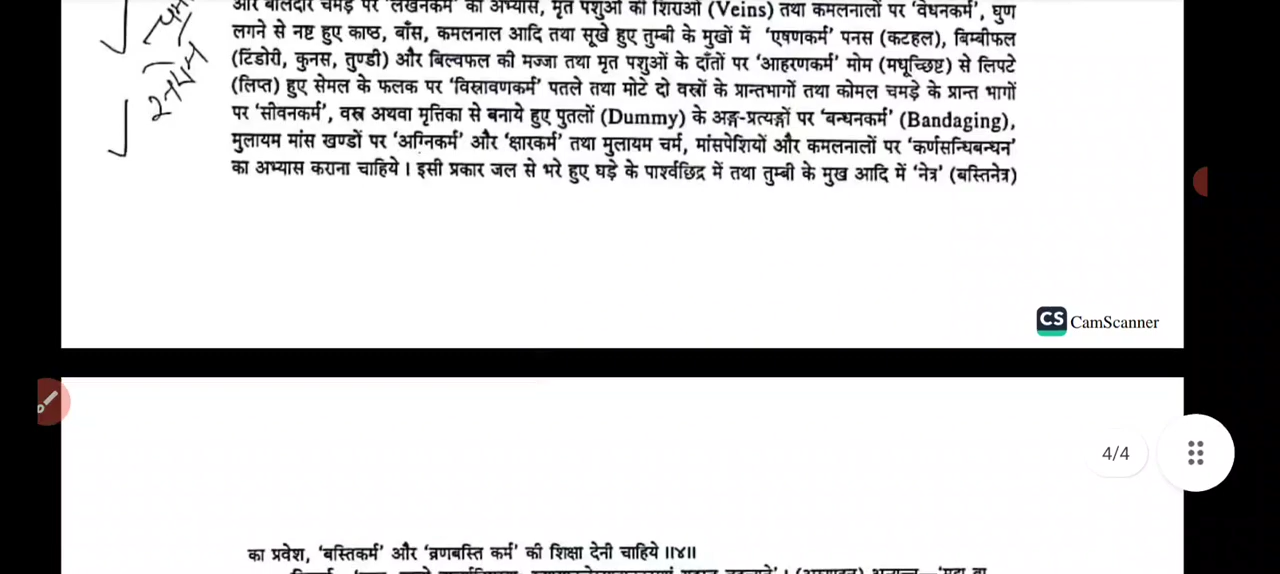 और बालदार चमड़े पर 'लेखनकर्म' का अभ्यास, मृत पशुओं की शिराओं (Veins) तथा कमलनालों पर 'वेधनकर्म', घुण
लगने से नष्ट हुए काष्ठ, बाँस, कमलनाल आदि तथा सूखे हुए तुम्बी के मुखों में 'एषणकर्म' पनस (कटहल), बिम्बीफल
(टिंडोरी, कुनस, तुण्डी) और बिल्वफल की मज्जा तथा मृत पशुओं के दाँतों पर 'आहरणकर्म' मोम (मधूच्छिष्ट) से लिपटे
(लिप्त) हुए सेमल के फलक पर 'विस्रावणकर्म' पतले तथा मोटे दो वस्त्रों के प्रान्तभागों तथा कोमल चमड़े के प्रान्त भागों
पर 'सीवनकर्म', वस्त्र अथवा मृत्तिका से बनाये हुए पुतलों (Dummy) के अङ्ग-प्रत्यङ्गों पर 'बन्धनकर्म' (Bandaging),
मुलायम मांस खण्डों पर 'अग्निकर्म' और 'क्षारकर्म' तथा मुलायम चर्म, मांसपेशियों और कमलनालों पर 'कर्णसन्धिबन्धन'
का अभ्यास कराना चाहिये। इसी प्रकार जल से भरे हुए घड़े के पार्श्वछिद्र में तथा तुम्बी के मुख आदि में 'नेत्र' (बस्तिनेत्र)
CS CamScanner
4/4
का प्रवेश, 'बस्तिकर्म' और 'व्रणबस्ति कर्म' की शिक्षा देनी चाहिये ॥४॥